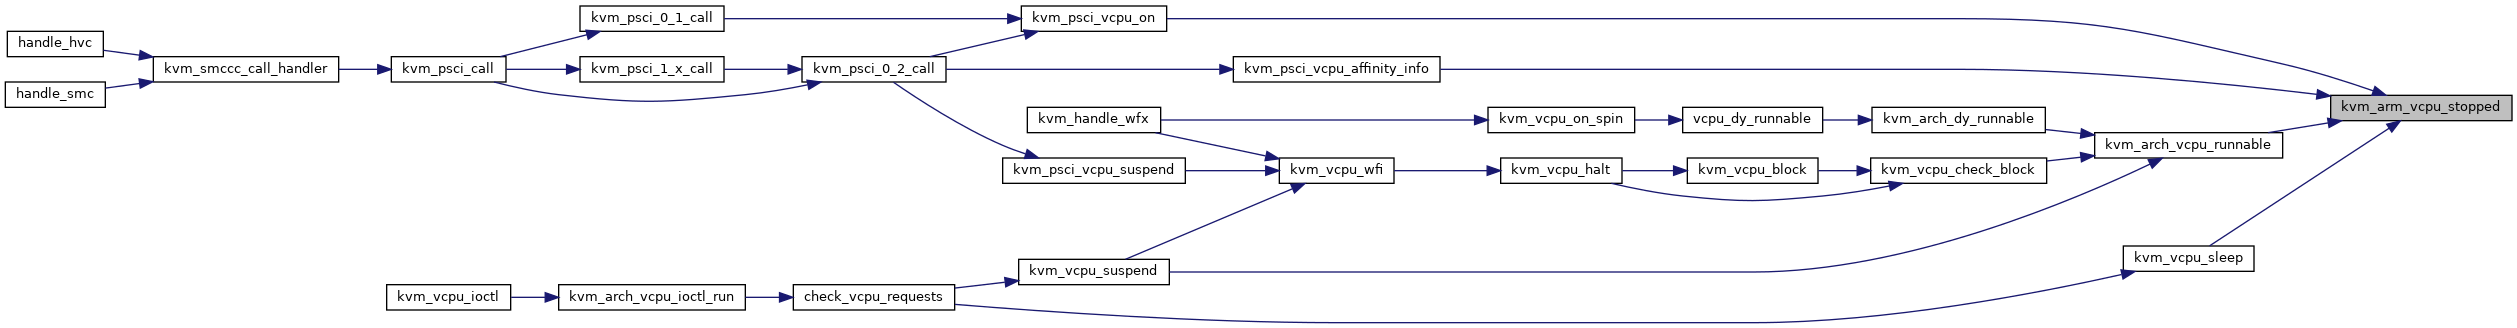 handle_hvc
handle_smc
kvm_smccc_call_handler
kvm_psci_call
kvm_psci_0_1_call
kvm_psci_1_x_call
kvm_psci_0_2_call
kvm_psci_vcpu_on
kvm_psci_vcpu_affinity_info
kvm_handle_wfx
kvm_vcpu_on_spin
vcpu_dy_runnable
kvm_arch_dy_runnable
kvm_arm_vcpu_stopped
kvm_arch_vcpu_runnable
kvm_psci_vcpu_suspend
kvm_vcpu_wfi
kvm_vcpu_halt
kvm_vcpu_block
kvm_vcpu_check_block
kvm_vcpu_sleep
kvm_vcpu_suspend
kvm_vcpu_ioctl
kvm_arch_vcpu_ioctl_run
check_vcpu_requests